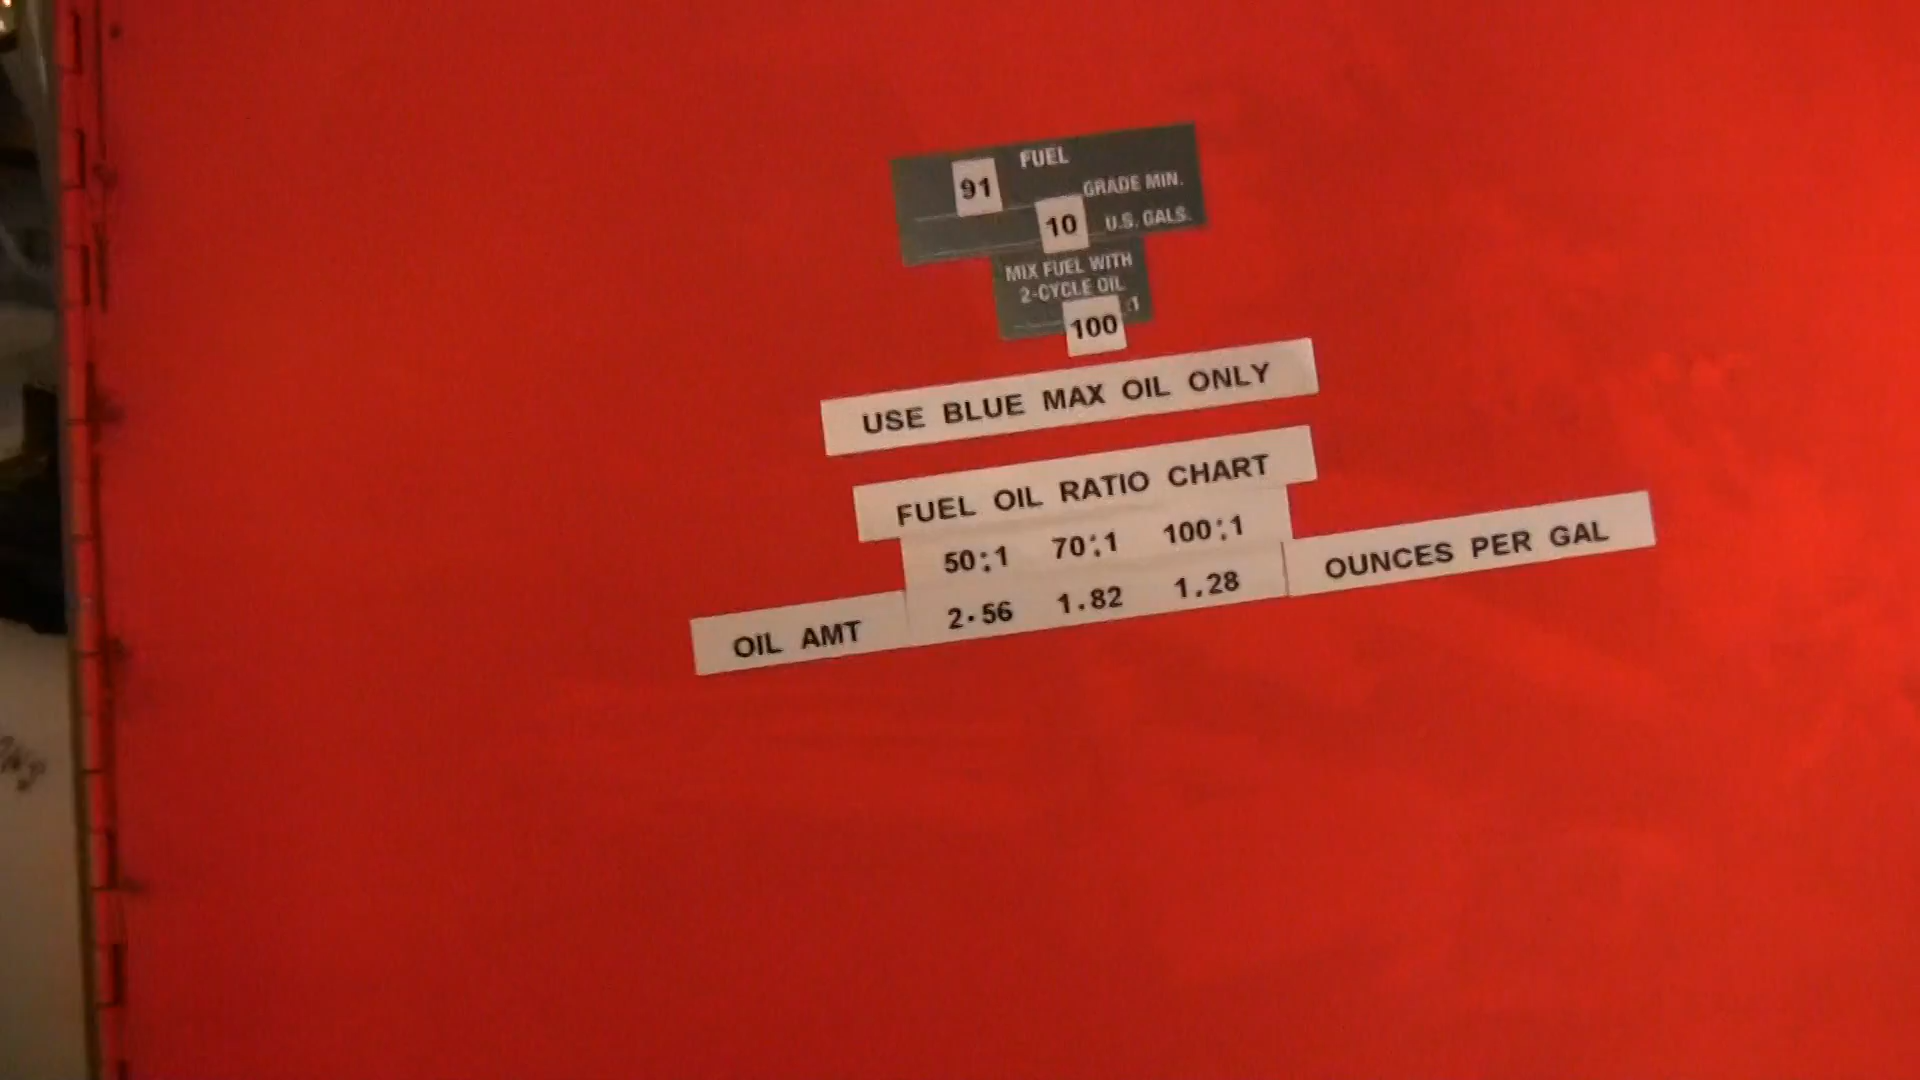 FUEL
91 GRADE MIN.
10 U.S. GALS.
MIX FUEL WITH
2-CYCLE OIL
100 :1
USE BLUE MAX OIL ONLY
FUEL OIL RATIO CHART
50:1 70:1 100:1
OIL AMT 2.56 1.82 1.28 OUNCES PER GAL